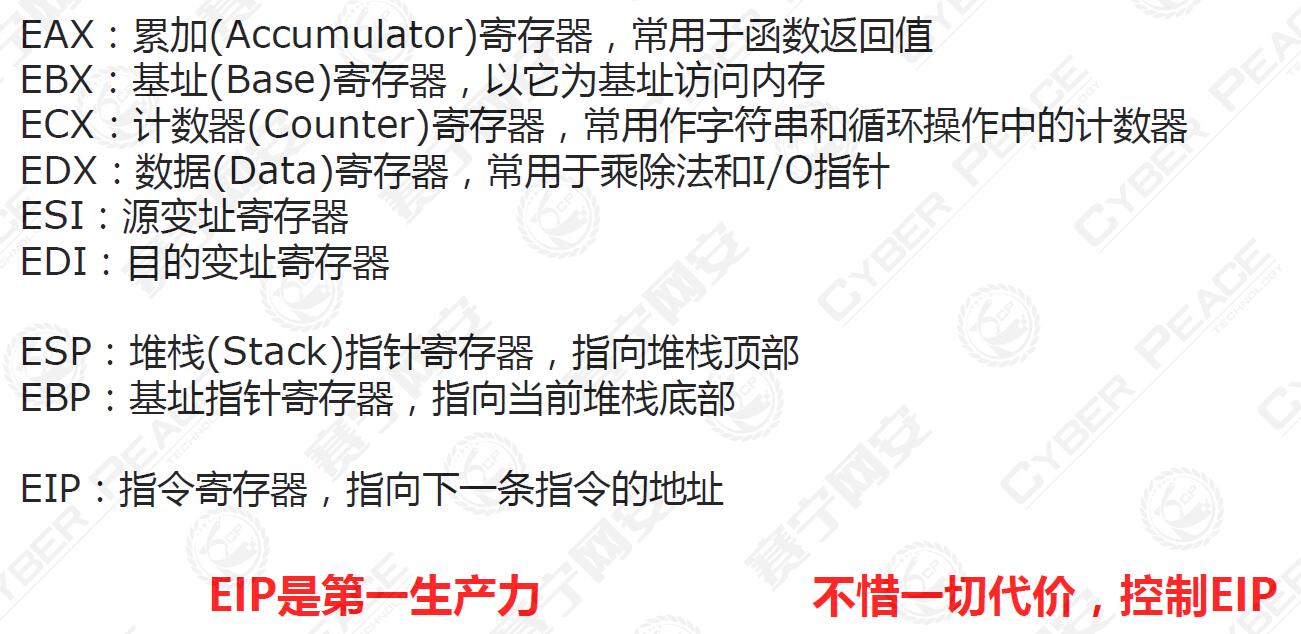 EAX：累加(Accumulator)寄存器，常用于函数返回值
EBX：基址(Base)寄存器，以它为基址访问内存
ECX：计数器(Counter)寄存器，常用作字符串和循环操作中的计数器
EDX：数据(Data)寄存器，常用于乘除法和I/O指针
ESI：源变址寄存器
EDI：目的变址寄存器
ESP：堆栈(Stack)指针寄存器，指向堆栈顶部
EBP：基址指针寄存器，指向当前堆栈底部
EIP：指令寄存器，指向下一条指令的地址
EIP是第一生产力
不惜一切代价，控制EIP
赛宁网安
CYBER PEACE
TECHNOLOGY